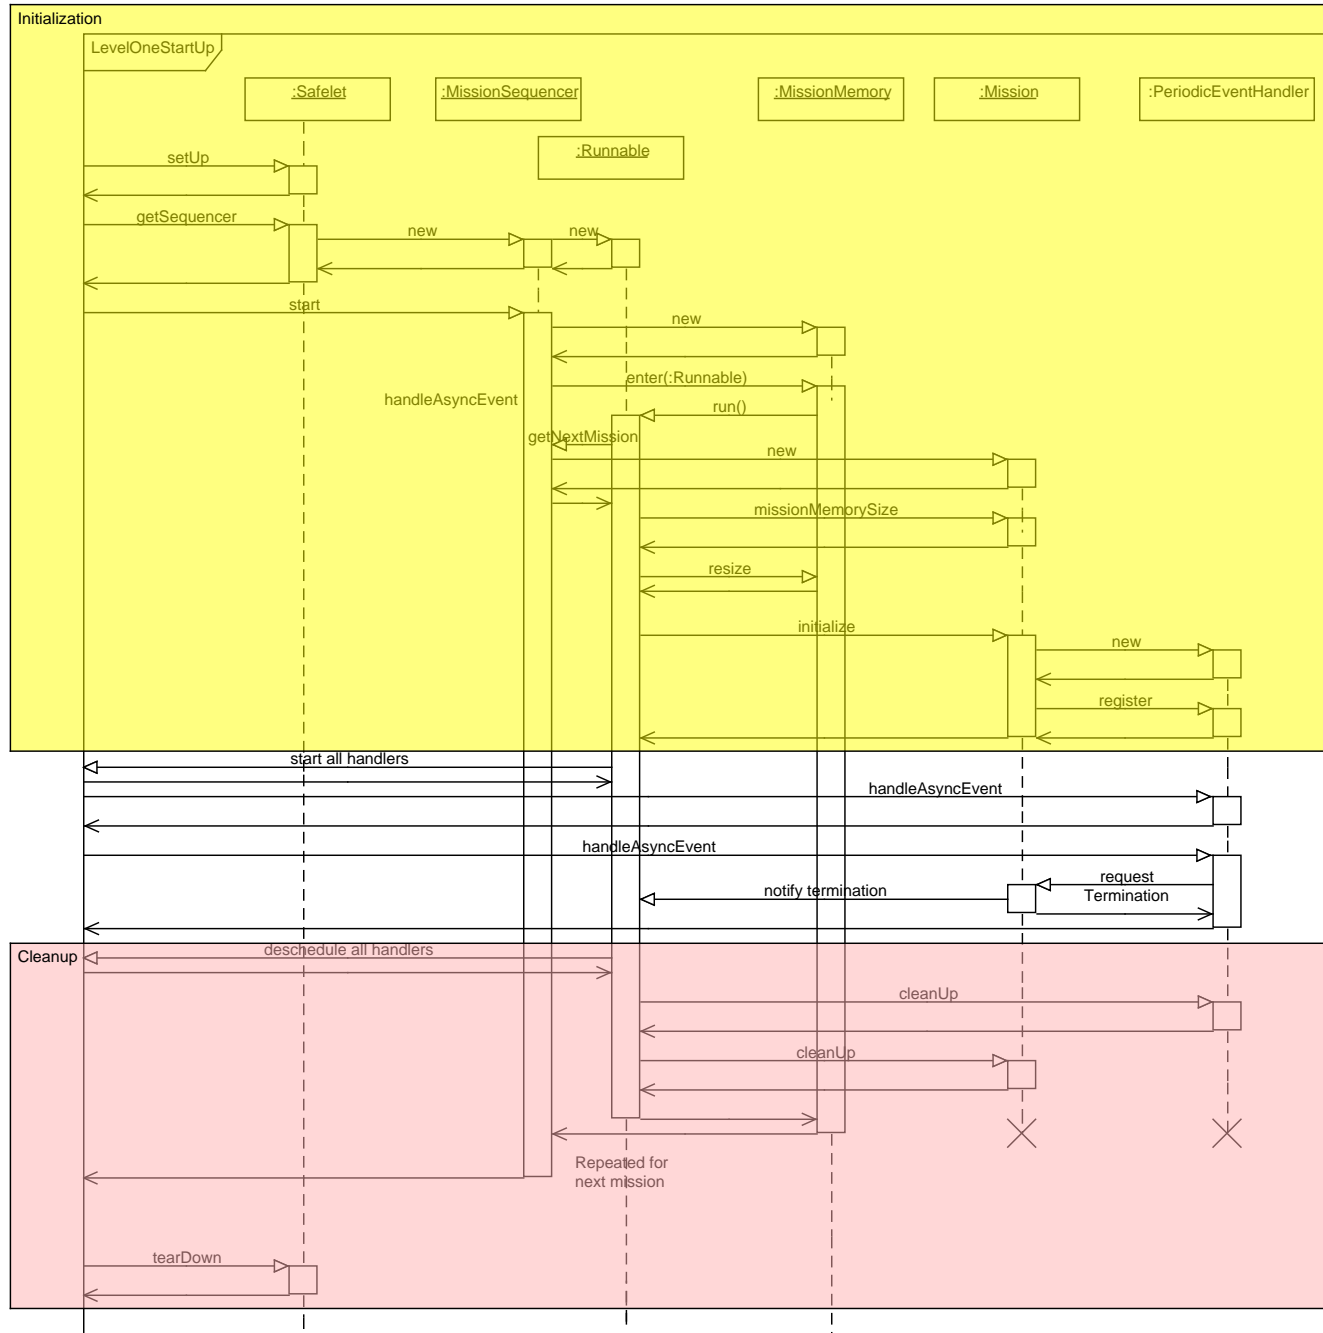 Initialization
LevelOneStartUp
:Safelet
:MissionSequencer
:MissionMemory
:Mission
:PeriodicEventHandler
:Runnable
setUp
getSequencer
new
new
start
new
enter(:Runnable)
handleAsyncEvent
run()
getNextMission
new
missionMemorySize
resize
initialize
new
register
start all handlers
handleAsyncEvent
handleAsyncEvent
request
Termination
notify termination
Cleanup
deschedule all handlers
cleanUp
cleanUp
Repeated for
next mission
tearDown